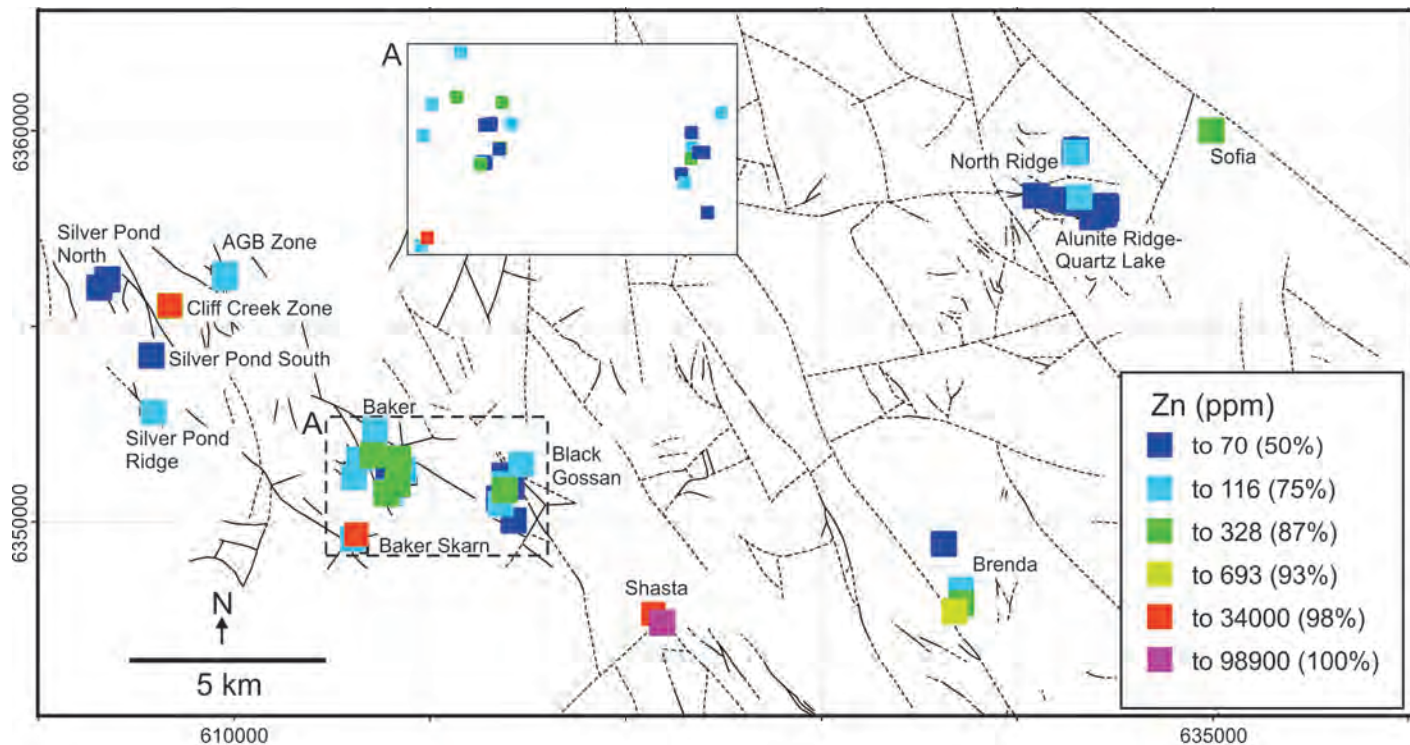 A
6360000
North Ridge
Sofia
Silver Pond
North
AGB Zone
Alunite Ridge-
Quartz Lake
Cliff Creek Zone
Silver Pond South
Zn (ppm)
to 70 (50%)
to 116 (75%)
to 328 (87%)
to 693 (93%)
to 34000 (98%)
to 98900 (100%)
A
Baker
Silver Pond
Ridge
Black
Gossan
6350000
Baker Skarn
Brenda
Shasta
N
5 km
610000
635000